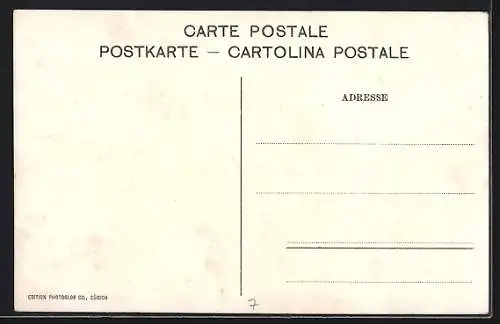 CARTE POSTALE
POSTKARTE — CARTOLINA POSTALE
ADRESSE
EDITION PHOTOGLOB CO., ZÜRICH
7